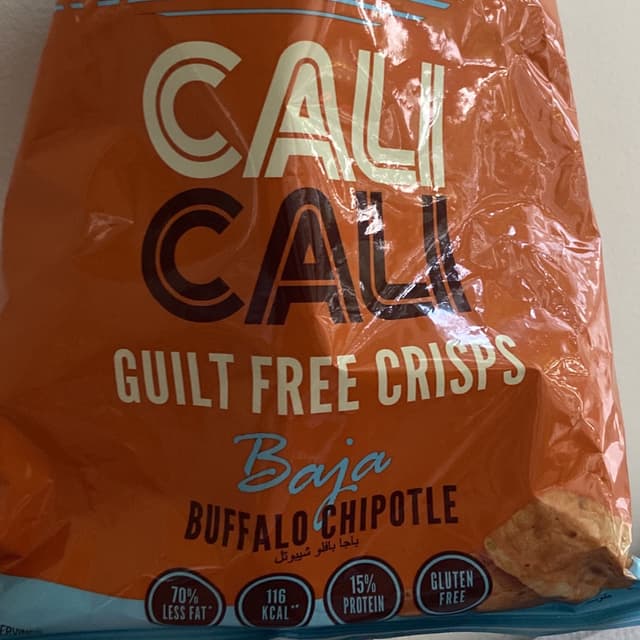 CALI
CALI
GUILT FREE CRISPS
Baja
BUFFALO CHIPOTLE
باجا بافلو شيبوتل
70%
LESS FAT*
116
KCAL**
15%
PROTEIN
GLUTEN
FREE